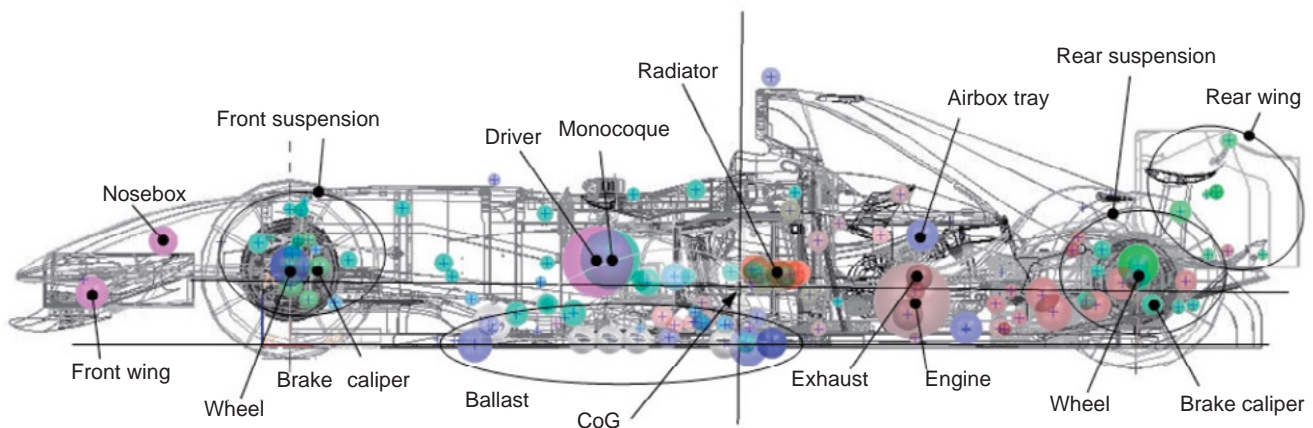 Rear suspension
Radiator
Airbox tray
Rear wing
Front suspension
Driver
Monocoque
Nosebox
Front wing
Wheel
Brake caliper
Ballast
CoG
Exhaust
Engine
Wheel
Brake caliper